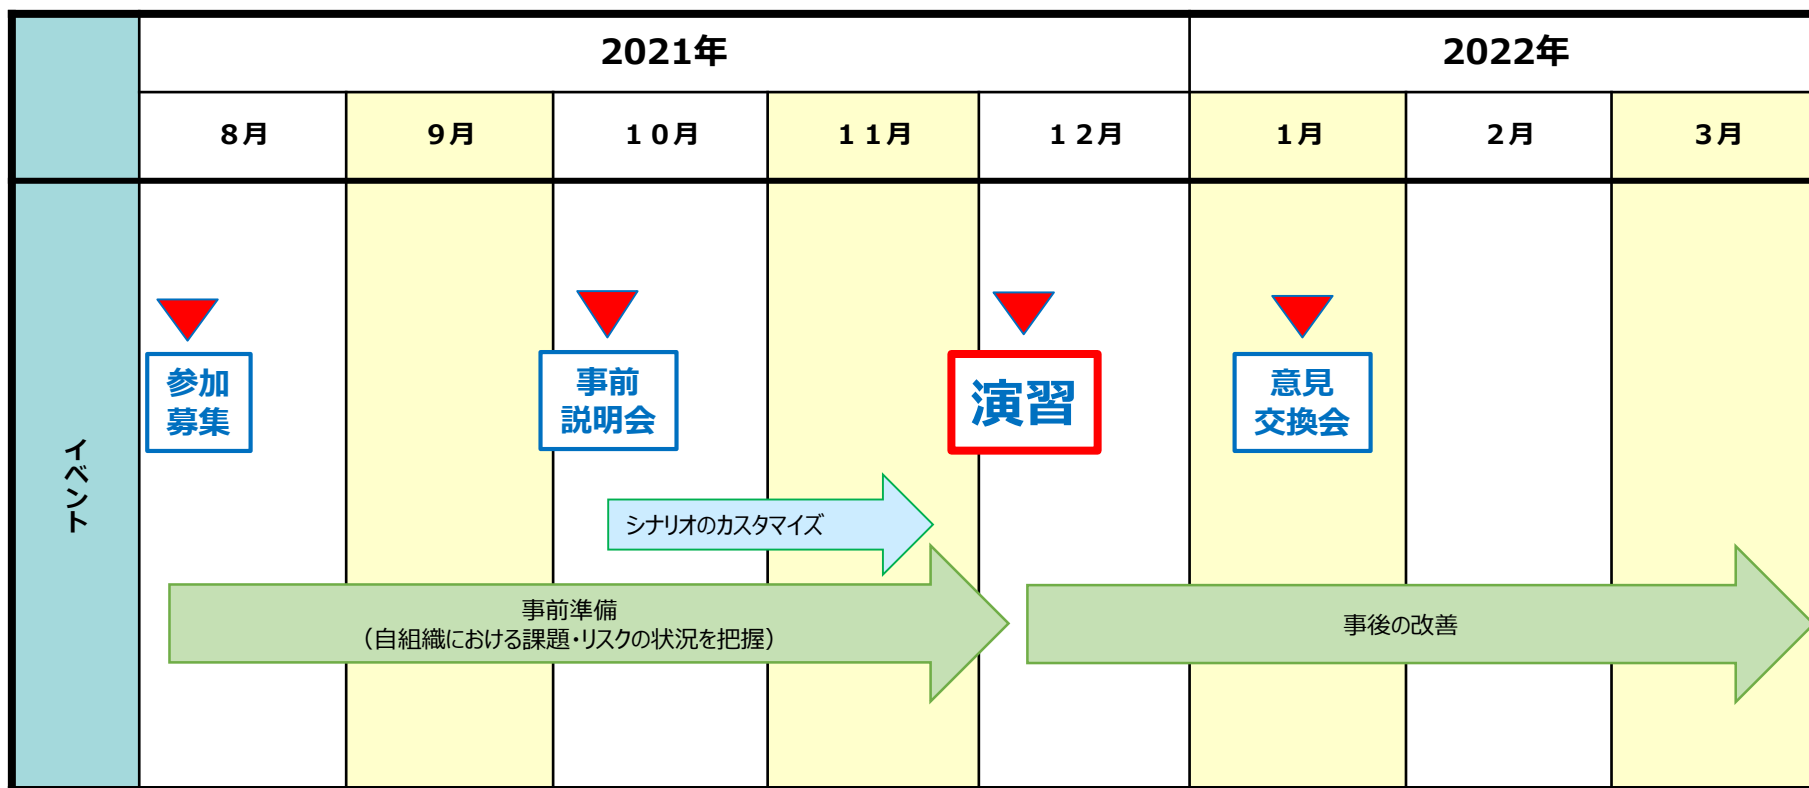 2021年
2022年
８月
９月
１０月
１１月
１２月
１月
２月
３月
イベント
参加
募集
事前
説明会
演習
意見
交換会
シナリオのカスタマイズ
事前準備
（自組織における課題・リスクの状況を把握）
事後の改善